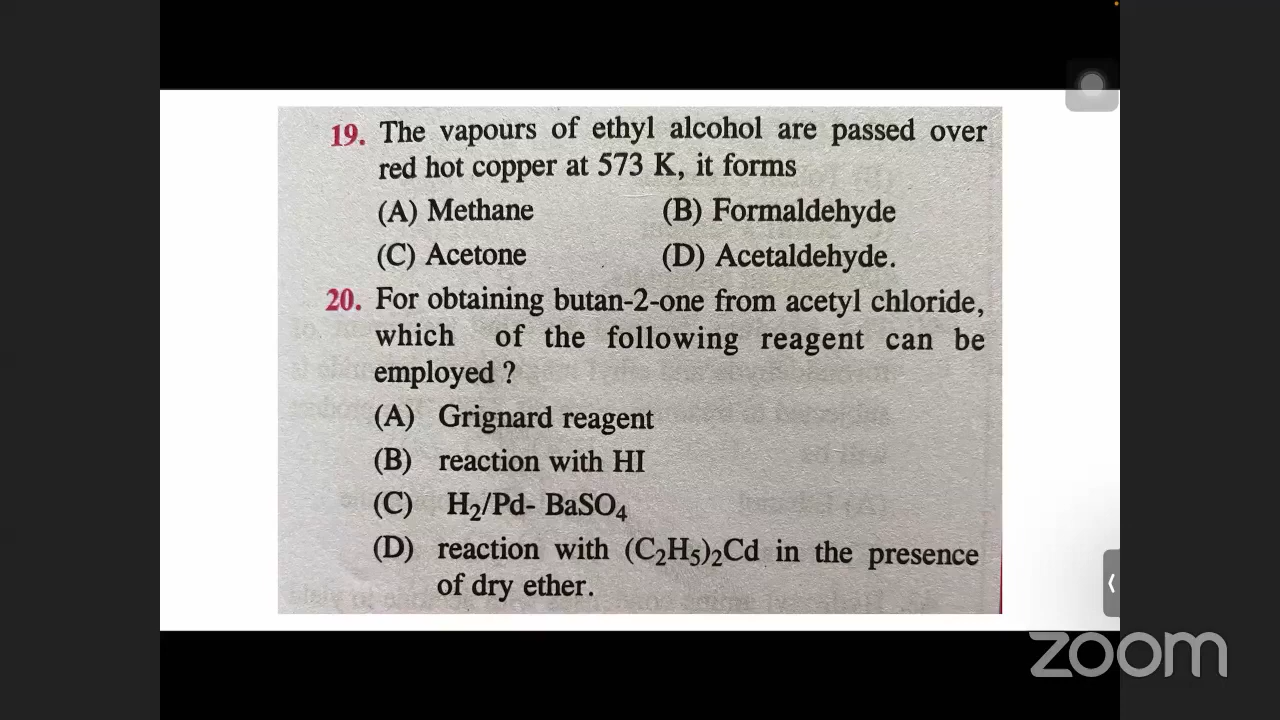 19. The vapours of ethyl alcohol are passed over
red hot copper at 573 K, it forms
(A) Methane (B) Formaldehyde
(C) Acetone (D) Acetaldehyde.
20. For obtaining butan-2-one from acetyl chloride,
which of the following reagent can be
employed ?
(A) Grignard reagent
(B) reaction with HI
(C) H₂/Pd- BaSO₄
(D) reaction with (C₂H₅)₂Cd in the presence
of dry ether.
zoom